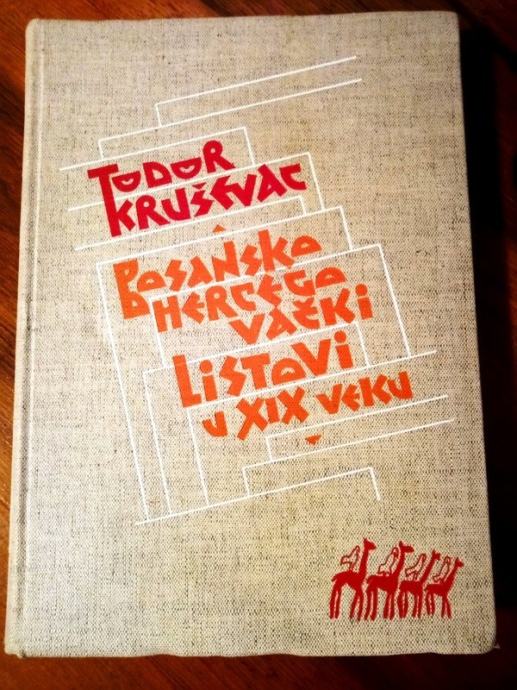 TODOR
KRUŠEVAC
BOSANSKO
HERCEGO
VAČKI
LISTOVI
U XIX VEKU